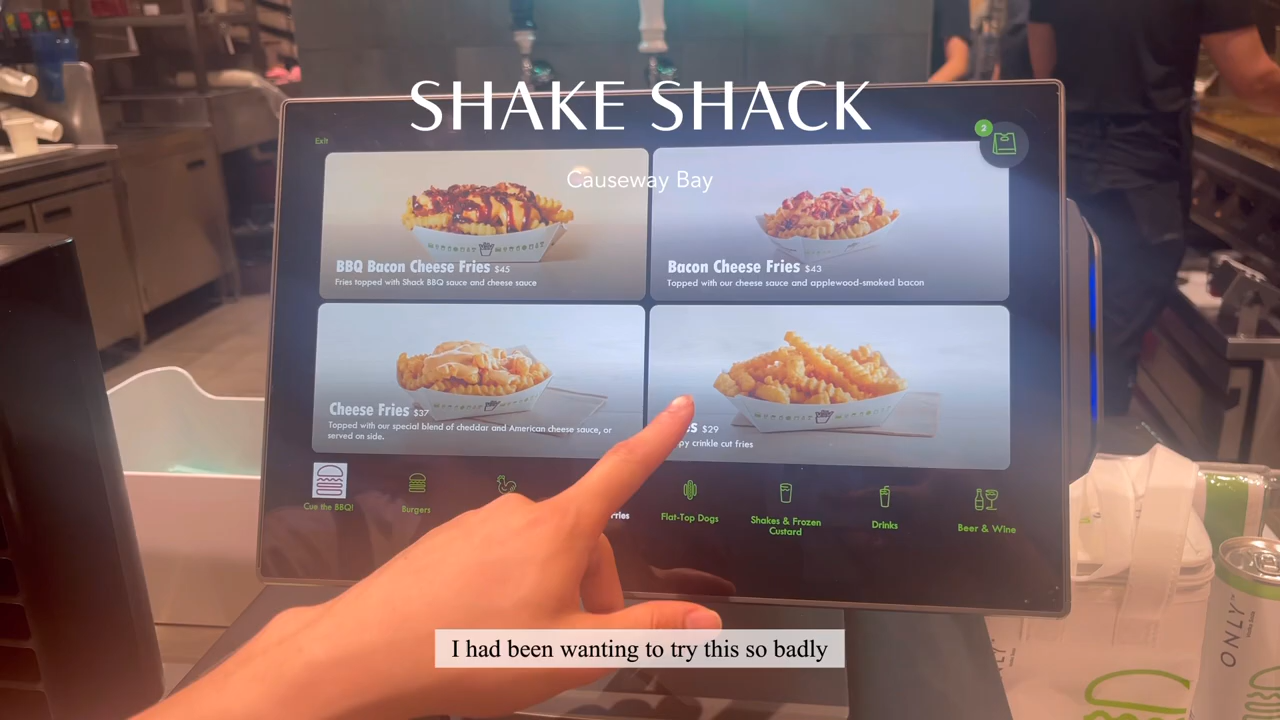 SHAKE SHACK
Exit
2
Causeway Bay
BBQ Bacon Cheese Fries $45
Fries topped with Shack BBQ sauce and cheese sauce
Bacon Cheese Fries $43
Topped with our cheese sauce and applewood-smoked bacon
Cheese Fries $37
Topped with our special blend of cheddar and American cheese sauce, or
served on side.
$29
crinkle cut fries
Cue the BBQ!
Burgers
Flat-Top Dogs
Shakes & Frozen
Custard
Drinks
Beer & Wine
ONLY
I had been wanting to try this so badly